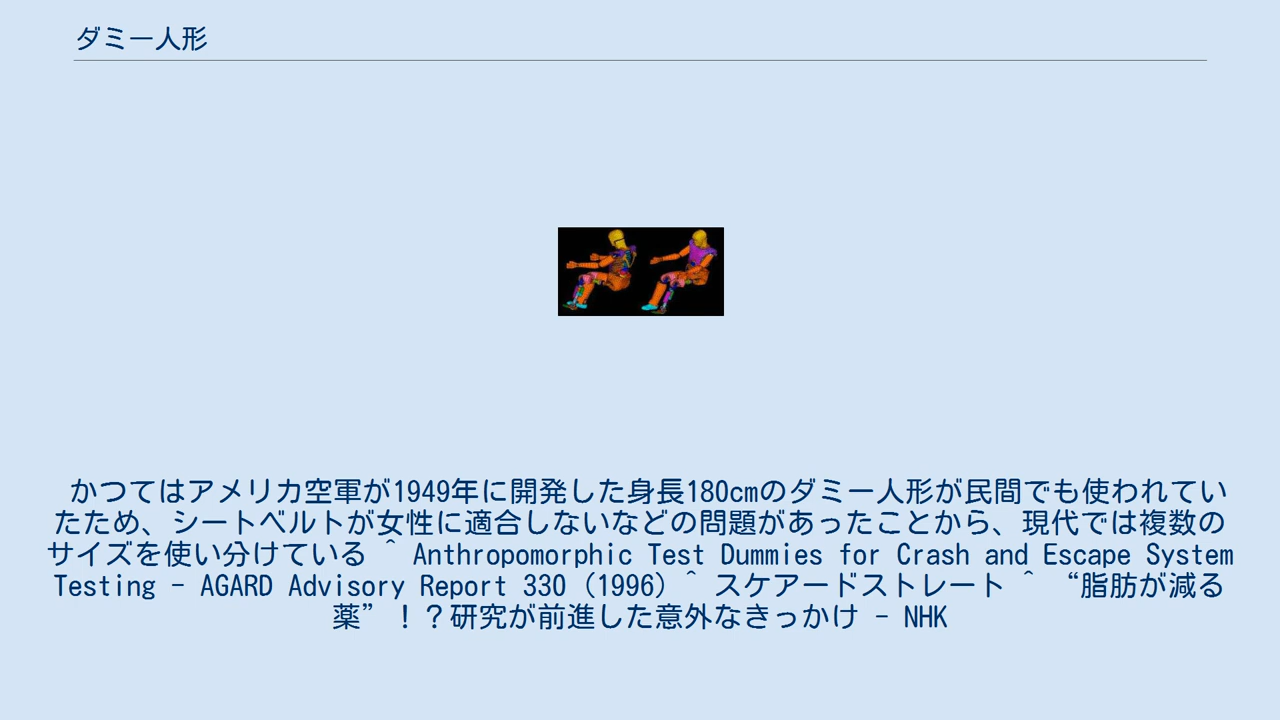 ダミー人形
かつてはアメリカ空軍が1949年に開発した身長180cmのダミー人形が民間でも使われてい
たため、シートベルトが女性に適合しないなどの問題があったことから、現代では複数の
サイズを使い分けている ^ Anthropomorphic Test Dummies for Crash and Escape System
Testing - AGARD Advisory Report 330 (1996) ^ スケアードストレート ^ “脂肪が減る
薬”！？研究が前進した意外なきっかけ - NHK